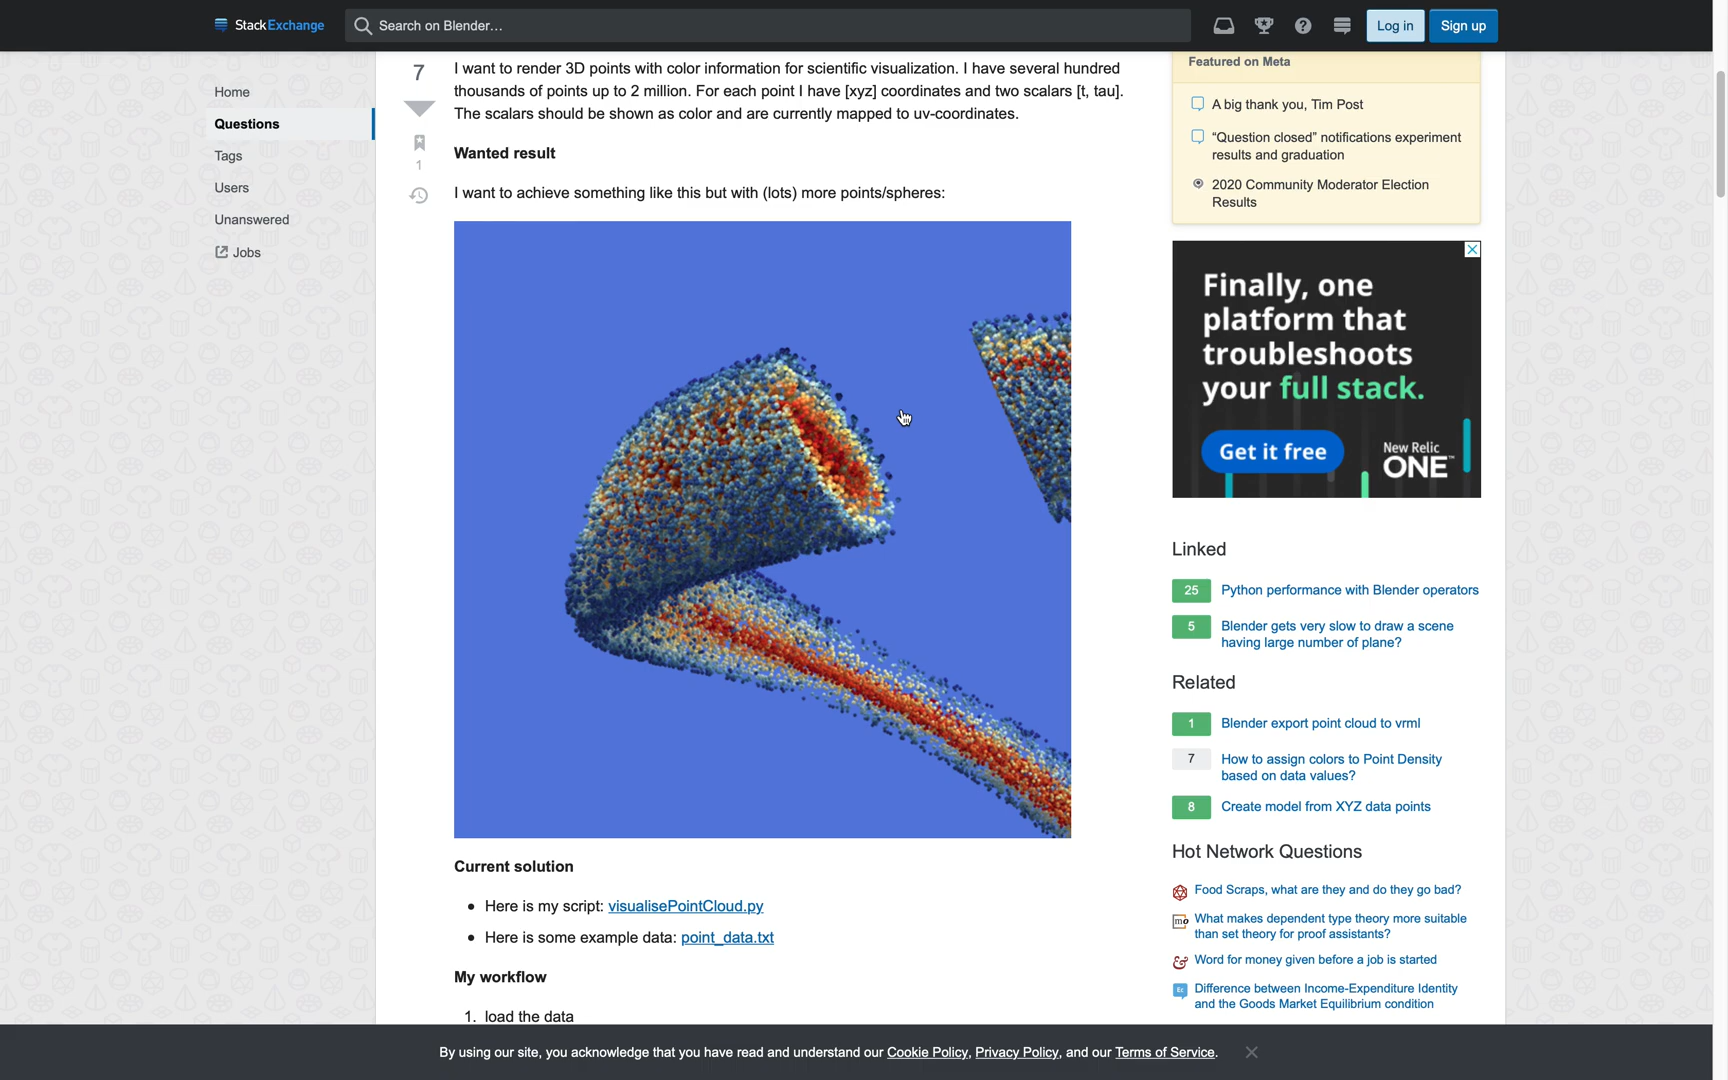 StackExchange
Search on Blender...
Log in
Sign up
Home
Questions
Tags
Users
Unanswered
Jobs
7
1
I want to render 3D points with color information for scientific visualization. I have several hundred
thousands of points up to 2 million. For each point I have [xyz] coordinates and two scalars [t, tau].
The scalars should be shown as color and are currently mapped to uv-coordinates.
Wanted result
I want to achieve something like this but with (lots) more points/spheres:
Current solution
Here is my script: visualisePointCloud.py
Here is some example data: point_data.txt
My workflow
1. load the data
Featured on Meta
A big thank you, Tim Post
“Question closed” notifications experiment
results and graduation
2020 Community Moderator Election
Results
Finally, one
platform that
troubleshoots
your full stack.
Get it free
New Relic
ONE™
Linked
25 Python performance with Blender operators
5 Blender gets very slow to draw a scene
having large number of plane?
Related
1 Blender export point cloud to vrml
7 How to assign colors to Point Density
based on data values?
8 Create model from XYZ data points
Hot Network Questions
Food Scraps, what are they and do they go bad?
mo What makes dependent type theory more suitable
than set theory for proof assistants?
Word for money given before a job is started
Ec Difference between Income-Expenditure Identity
and the Goods Market Equilibrium condition
By using our site, you acknowledge that you have read and understand our Cookie Policy, Privacy Policy, and our Terms of Service.